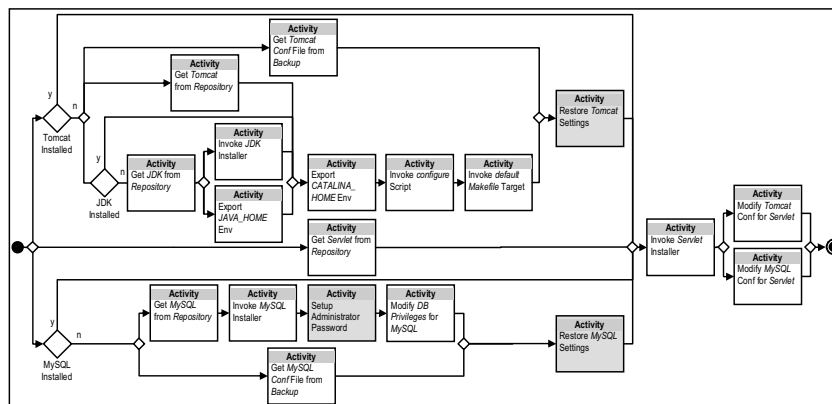 Activity
Get Tomcat
Conf File from
Backup
Activity
Get Tomcat
from Repository
y
n
Tomcat
Installed
Activity
Restore Tomcat
Settings
y
n
JDK
Installed
Activity
Get JDK from
Repository
Activity
Invoke JDK
Installer
Activity
Export
JAVA_HOME
Env
Activity
Export
CATALINA_
HOME Env
Activity
Invoke configure
Script
Activity
Invoke default
Makefile Target
Activity
Get Servlet from
Repository
Activity
Invoke Servlet
Installer
Activity
Modify Tomcat
Conf for Servlet
Activity
Modify MySQL
Conf for Servlet
y
n
MySQL
Installed
Activity
Get MySQL
from Repository
Activity
Invoke MySQL
Installer
Activity
Setup
Administrator
Password
Activity
Modify DB
Privileges for
MySQL
Activity
Restore MySQL
Settings
Activity
Get MySQL
Conf File from
Backup